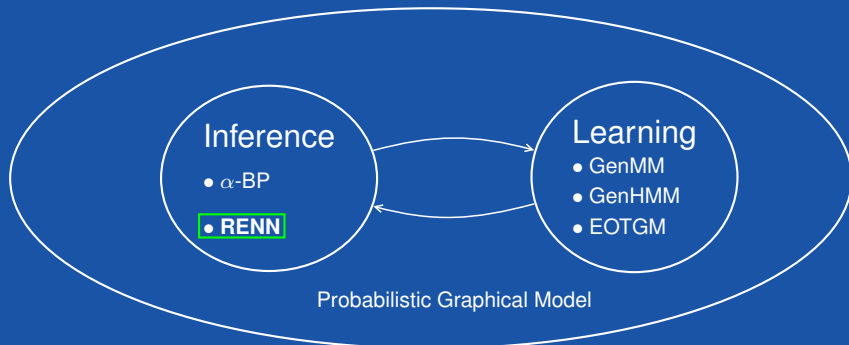 Inference
• α-BP
• RENN
Learning
• GenMM
• GenHMM
• EOTGM
Probabilistic Graphical Model